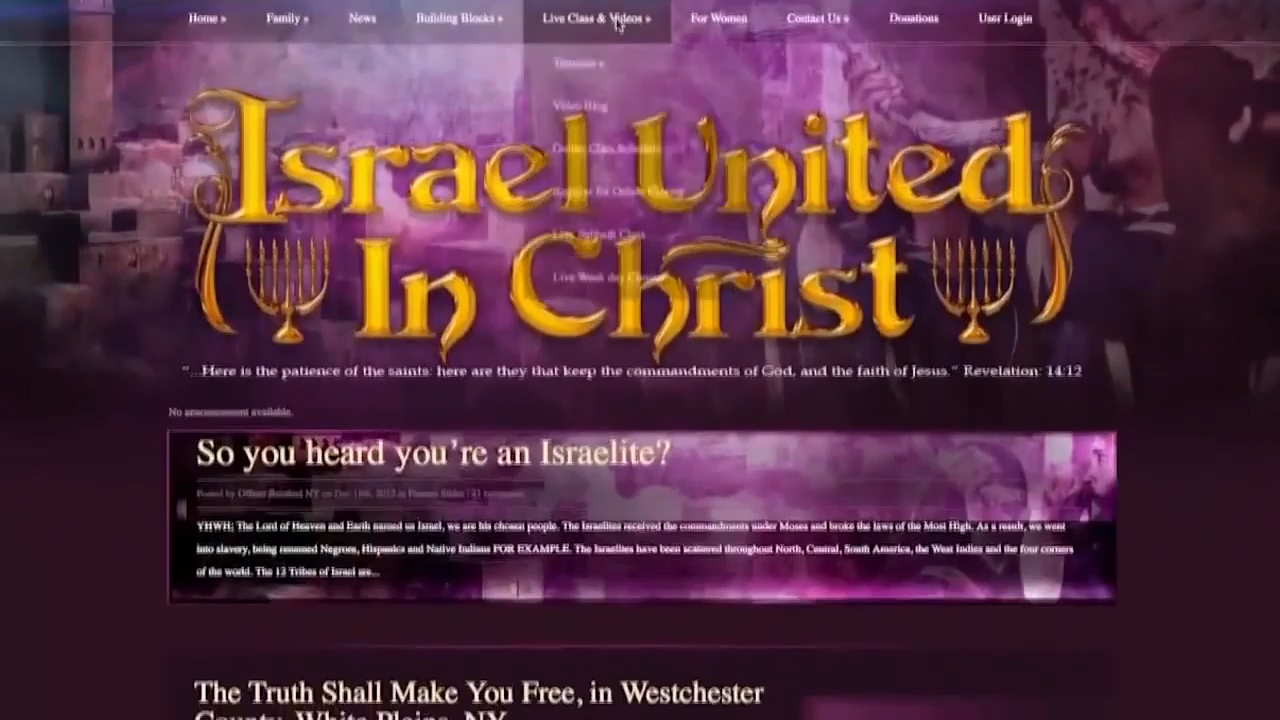 Home » Family » News Building Blocks » Live Class & Videos » For Women Contact Us » Donations User Login
Video Blog
Israel United
In Christ
"...Here is the patience of the saints: here are they that keep the commandments of God, and the faith of Jesus." Revelation: 14:12
No announcement available.
So you heard you're an Israelite?
YHWH: The Lord of Heaven and Earth named us Israel, we are his chosen people. The Israelites received the commandments under Moses and broke the laws of the Most High. As a result, we went
into slavery, being renamed Negroes, Hispanics and Native Indians FOR EXAMPLE. The Israelites have been scattered throughout North, Central, South America, the West Indies and the four corners
of the world. The 12 Tribes of Israel are...
The Truth Shall Make You Free, in Westchester
County, White Plains, NY